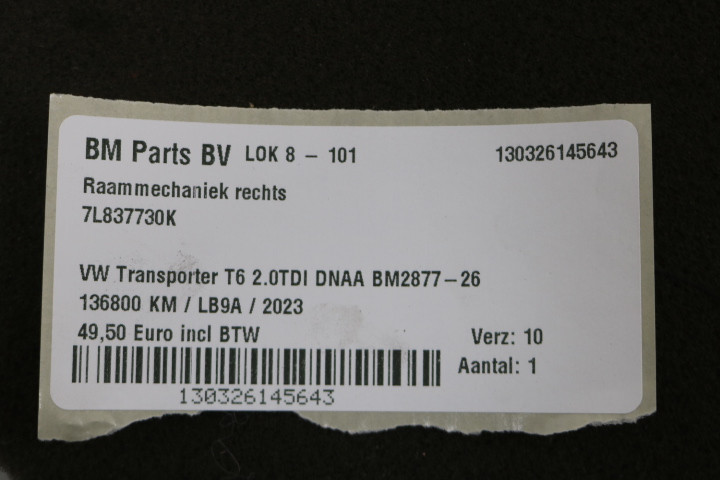 BM Parts BV LOK 8 - 101 130326145643
Raammechaniek rechts
7L837730K
VW Transporter T6 2.0TDI DNAA BM2877-26
136800 KM / LB9A / 2023
49,50 Euro incl BTW Verz: 10
Aantal: 1
130326145643